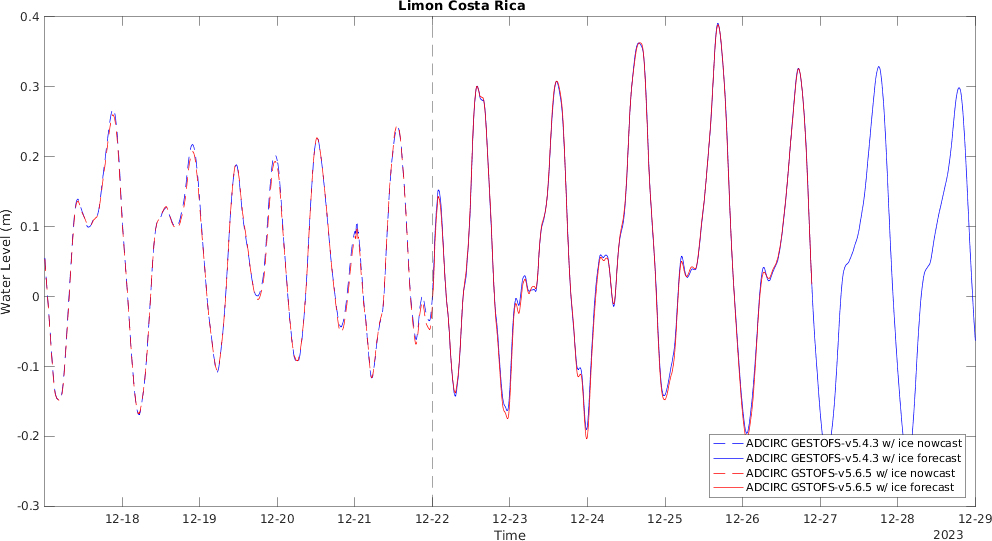 Limon Costa Rica
0.4
0.3
0.2
0.1
0
-0.1
-0.2
-0.3
Water Level (m)
ADCIRC GESTOFS-v5.4.3 w/ ice nowcast
ADCIRC GESTOFS-v5.4.3 w/ ice forecast
ADCIRC GSTOFS-v5.6.5 w/ ice nowcast
ADCIRC GSTOFS-v5.6.5 w/ ice forecast
12-18 12-19 12-20 12-21 12-22 12-23 12-24 12-25 12-26 12-27 12-28 12-29
Time
2023